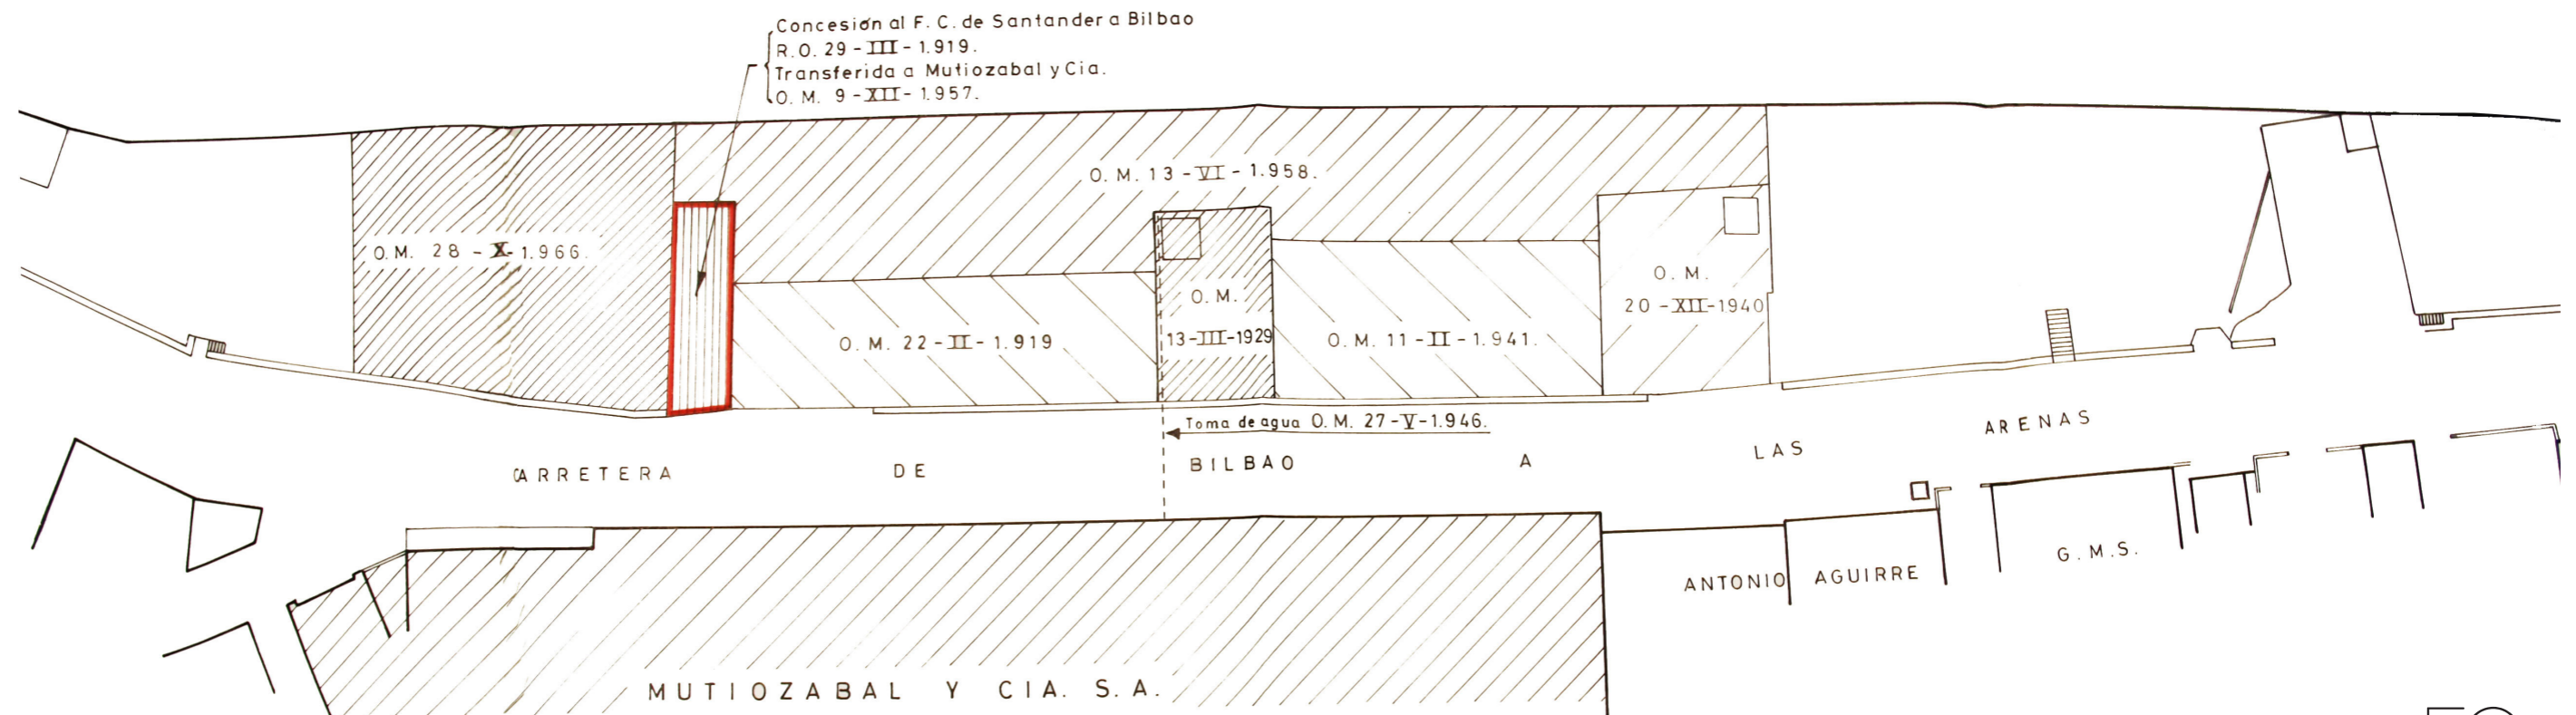 Concesión al F. C. de Santander a Bilbao
R.O. 29 - III - 1.919.
Transferida a Mutiozabal y Cia.
O. M. 9 - XII - 1.957.
O. M. 13 - VI - 1.958.
O.M. 28 - X - 1.966.
O. M. 22 - II - 1.919
O. M.
13-III-1929
O. M. 11 - II - 1.941.
O. M.
20 - XII - 1940
Toma de agua O. M. 27 - V - 1.946.
CARRETERA DE BILBAO A LAS ARENAS
ANTONIO AGUIRRE
G. M. S.
MUTIOZABAL Y CIA. S. A.